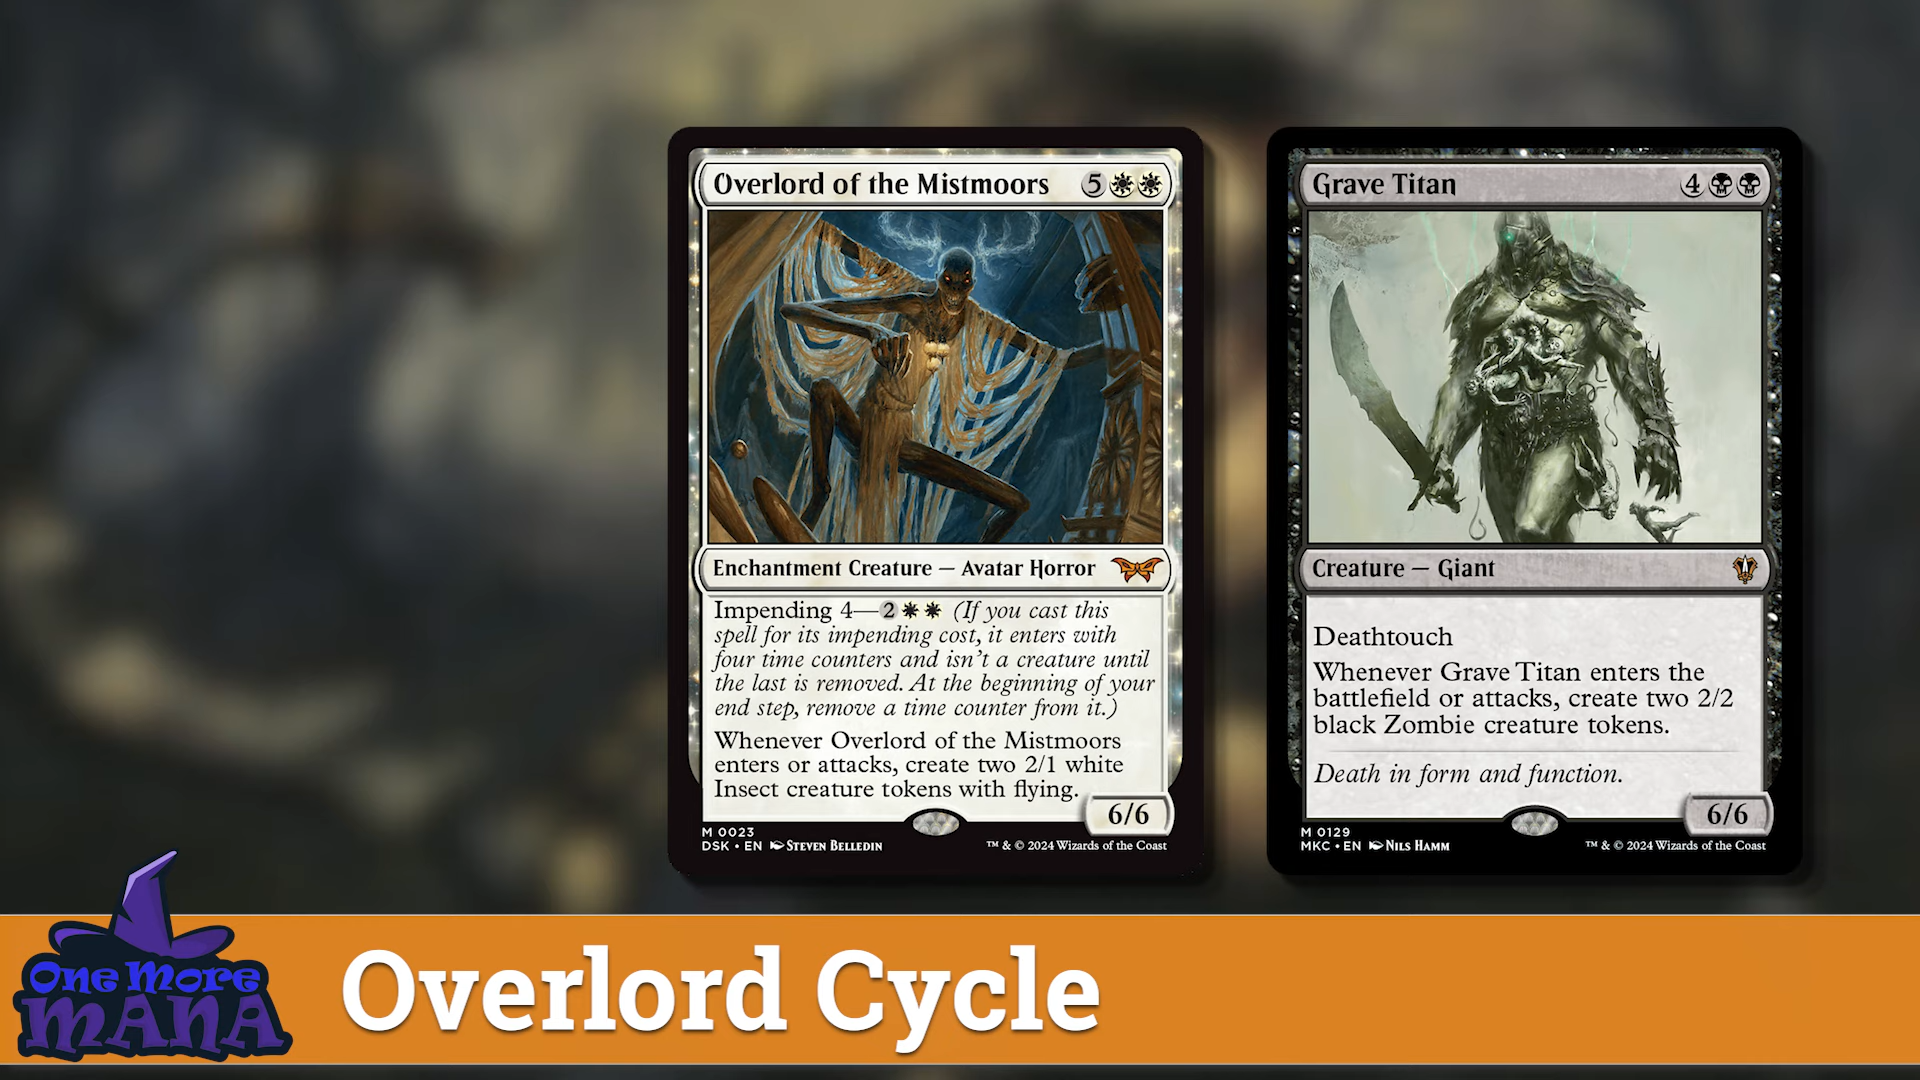 Overlord of the Mistmoors 5
Enchantment Creature — Avatar Horror
Impending 4—2 (If you cast this
spell for its impending cost, it enters with
four time counters and isn't a creature until
the last is removed. At the beginning of your
end step, remove a time counter from it.)
Whenever Overlord of the Mistmoors
enters or attacks, create two 2/1 white
Insect creature tokens with flying.
6/6
M 0023
DSK • EN Steven Belledin
™ & © 2024 Wizards of the Coast
Grave Titan 4
Creature — Giant
Deathtouch
Whenever Grave Titan enters the
battlefield or attacks, create two 2/2
black Zombie creature tokens.
Death in form and function.
6/6
M 0129
MKC • EN Nils Hamm
™ & © 2024 Wizards of the Coast
One More
Mana
Overlord Cycle